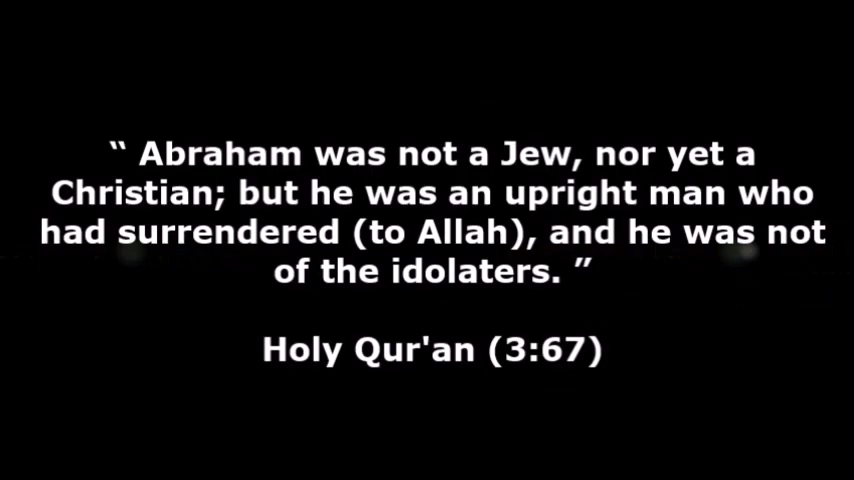 “ Abraham was not a Jew, nor yet a
Christian; but he was an upright man who
had surrendered (to Allah), and he was not
of the idolaters. ”
Holy Qur'an (3:67)